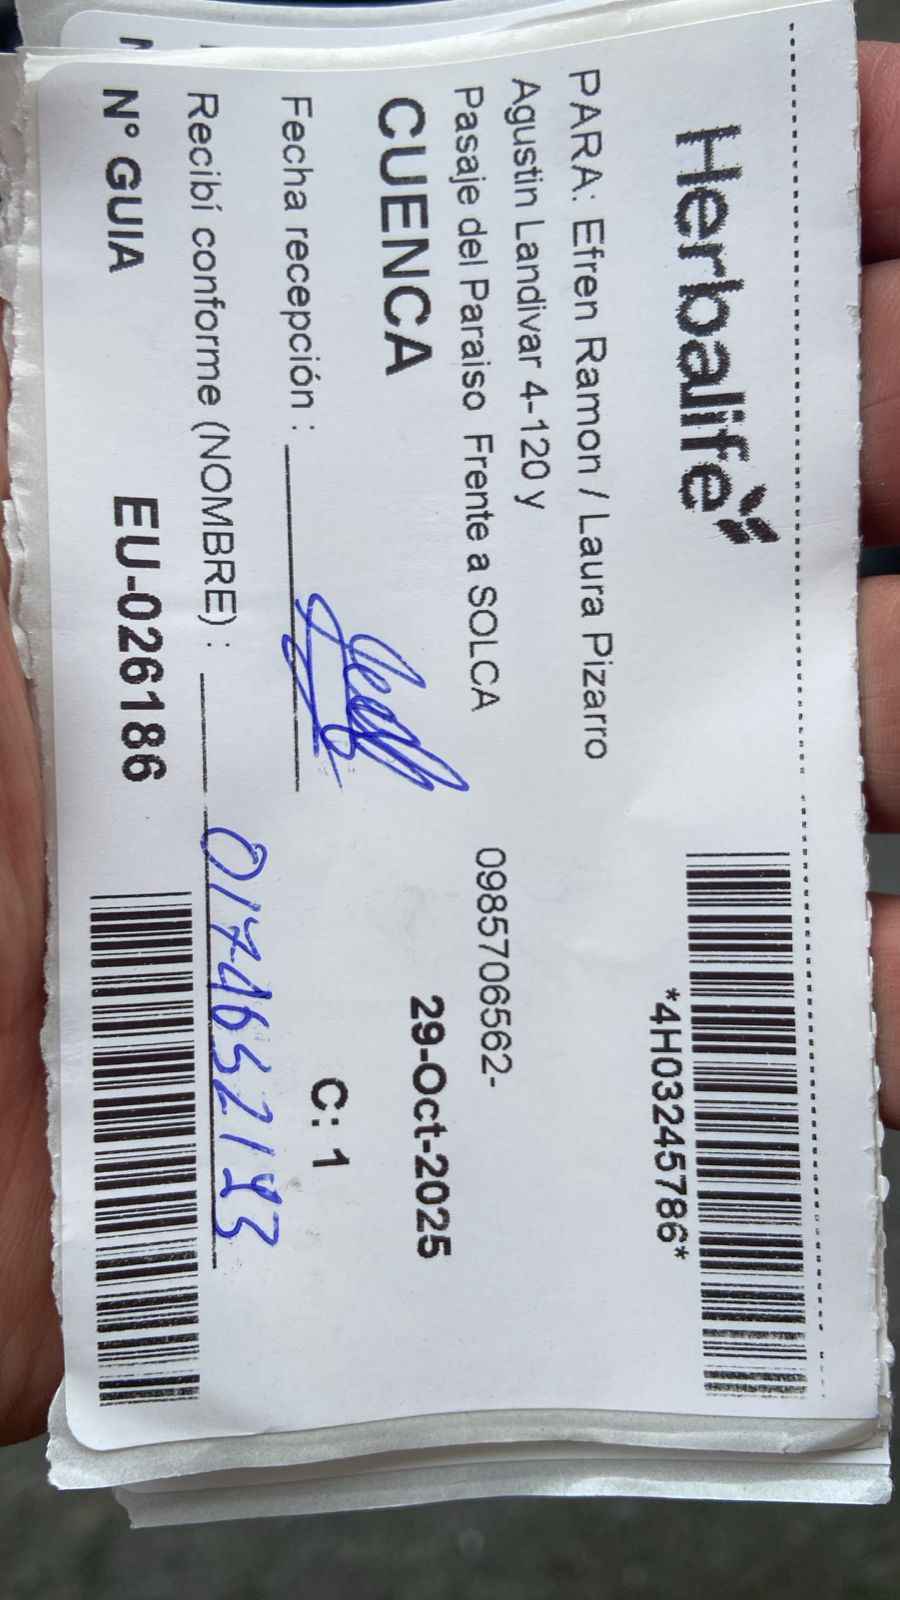 Herbalife
*4H03245786*
PARA: Efren Ramon / Laura Pizarro
Agustin Landivar 4-120 y
Pasaje del Paraiso Frente a SOLCA
0985706562-
CUENCA
29-Oct-2025
Fecha recepción :
C: 1
Recibí conforme (NOMBRE) :
N° GUIA
EU-026186